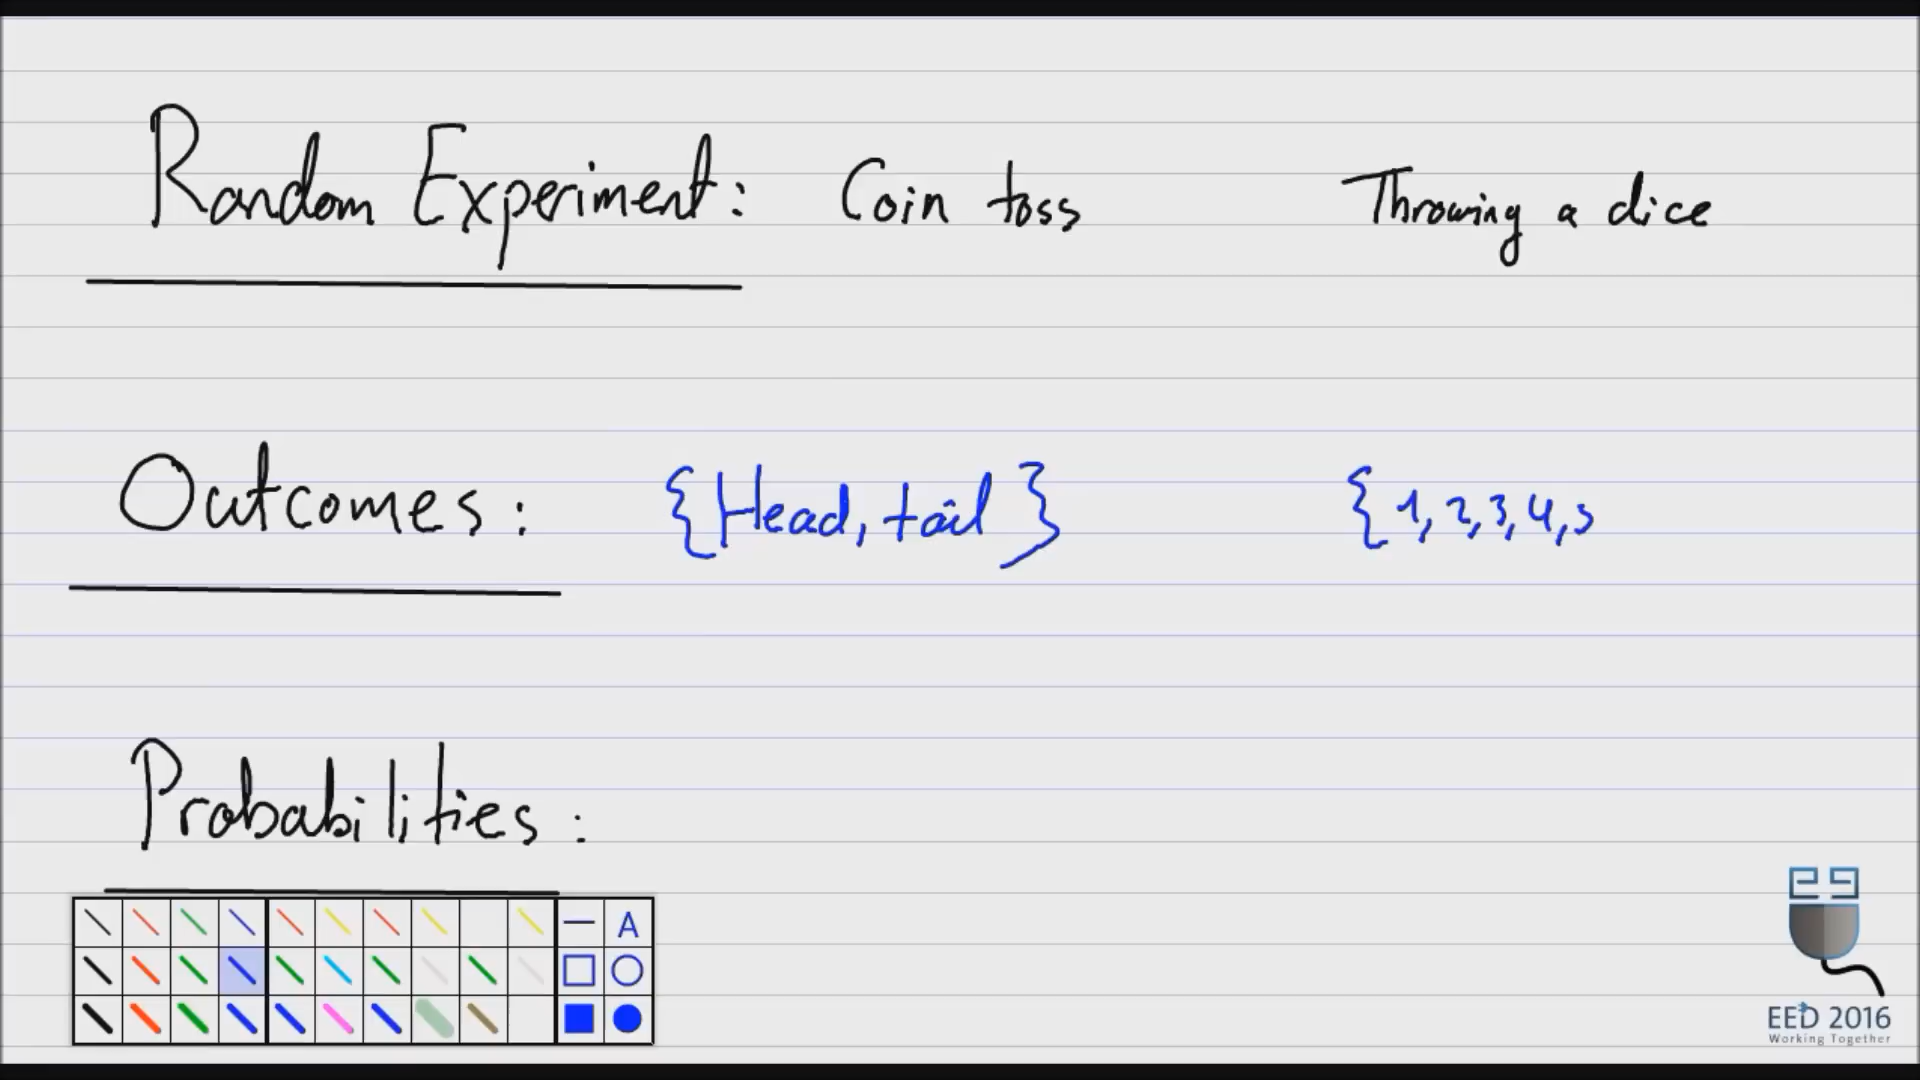 Random Experiment: Coin toss Throwing a dice
Outcomes: {Head, tail} {1,2,3,4,5
Probabilities:
A
EED 2016
Working Together